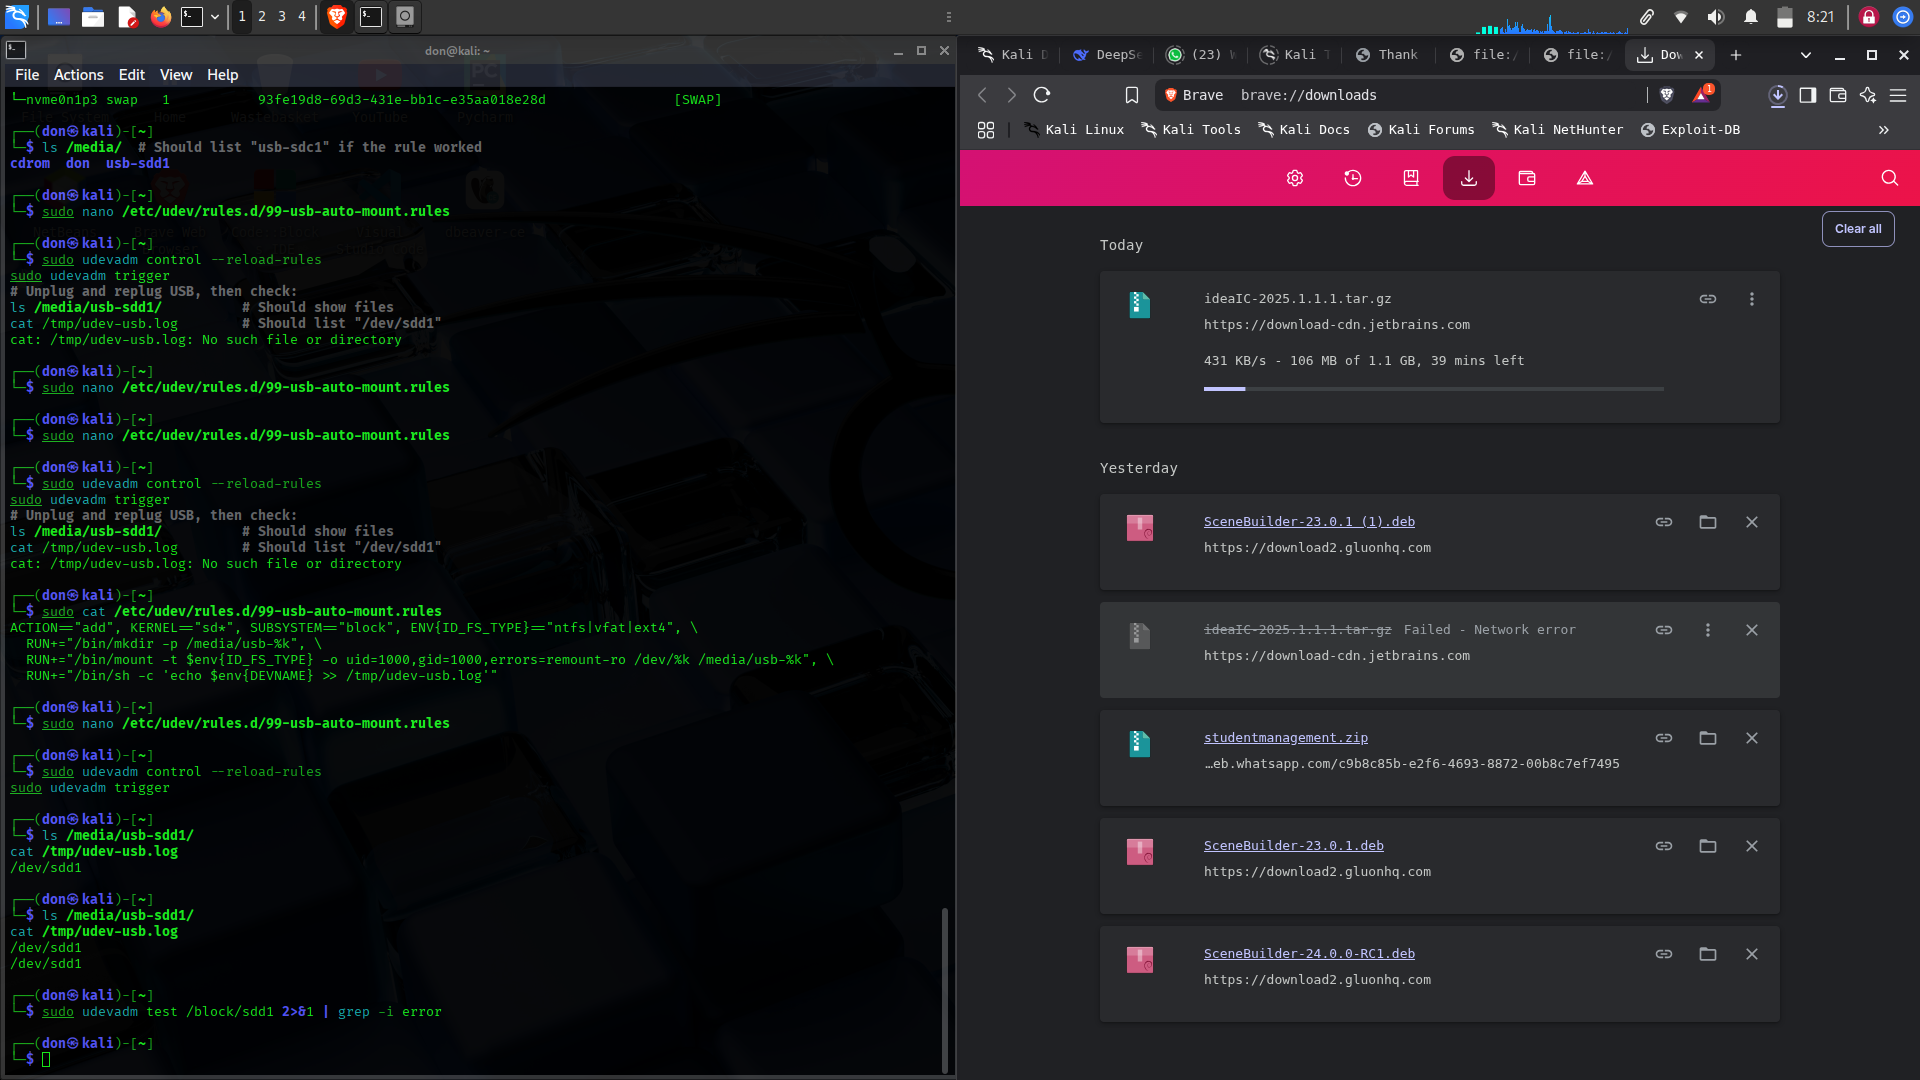 1 2 3 4
8:21
don@kali: ~
File Actions Edit View Help
└─nvme0n1p3 swap 1 93fe19d8-69d3-431e-bb1c-e35aa018e28d [SWAP]
┌──(don㉿kali)-[~]
└─$ ls /media/ # Should list "usb-sdc1" if the rule worked
cdrom don usb-sdd1
┌──(don㉿kali)-[~]
└─$ sudo nano /etc/udev/rules.d/99-usb-auto-mount.rules
┌──(don㉿kali)-[~]
└─$ sudo udevadm control --reload-rules
sudo udevadm trigger
# Unplug and replug USB, then check:
ls /media/usb-sdd1/ # Should show files
cat /tmp/udev-usb.log # Should list "/dev/sdd1"
cat: /tmp/udev-usb.log: No such file or directory
┌──(don㉿kali)-[~]
└─$ sudo nano /etc/udev/rules.d/99-usb-auto-mount.rules
┌──(don㉿kali)-[~]
└─$ sudo nano /etc/udev/rules.d/99-usb-auto-mount.rules
┌──(don㉿kali)-[~]
└─$ sudo udevadm control --reload-rules
sudo udevadm trigger
# Unplug and replug USB, then check:
ls /media/usb-sdd1/ # Should show files
cat /tmp/udev-usb.log # Should list "/dev/sdd1"
cat: /tmp/udev-usb.log: No such file or directory
┌──(don㉿kali)-[~]
└─$ sudo cat /etc/udev/rules.d/99-usb-auto-mount.rules
ACTION=="add", KERNEL=="sd*", SUBSYSTEM=="block", ENV{ID_FS_TYPE}=="ntfs|vfat|ext4", \
RUN+="/bin/mkdir -p /media/usb-%k", \
RUN+="/bin/mount -t $env{ID_FS_TYPE} -o uid=1000,gid=1000,errors=remount-ro /dev/%k /media/usb-%k", \
RUN+="/bin/sh -c 'echo $env{DEVNAME} >> /tmp/udev-usb.log'"
┌──(don㉿kali)-[~]
└─$ sudo nano /etc/udev/rules.d/99-usb-auto-mount.rules
┌──(don㉿kali)-[~]
└─$ sudo udevadm control --reload-rules
sudo udevadm trigger
┌──(don㉿kali)-[~]
└─$ ls /media/usb-sdd1/
cat /tmp/udev-usb.log
/dev/sdd1
┌──(don㉿kali)-[~]
└─$ ls /media/usb-sdd1/
cat /tmp/udev-usb.log
/dev/sdd1
/dev/sdd1
┌──(don㉿kali)-[~]
└─$ sudo udevadm test /block/sdd1 2>&1 | grep -i error
┌──(don㉿kali)-[~]
└─$
Kali D DeepSe (23) Kali T Thank file:/ file:/ Dow
Brave brave://downloads 1
Kali Linux Kali Tools Kali Docs Kali Forums Kali NetHunter Exploit-DB »
Clear all
Today
ideaIC-2025.1.1.1.tar.gz
https://download-cdn.jetbrains.com
431 KB/s - 106 MB of 1.1 GB, 39 mins left
Yesterday
SceneBuilder-23.0.1 (1).deb
https://download2.gluonhq.com
ideaIC-2025.1.1.1.tar.gz Failed - Network error
https://download-cdn.jetbrains.com
studentmanagement.zip
…eb.whatsapp.com/c9b8c85b-e2f6-4693-8872-00b8c7ef7495
SceneBuilder-23.0.1.deb
https://download2.gluonhq.com
SceneBuilder-24.0.0-RC1.deb
https://download2.gluonhq.com